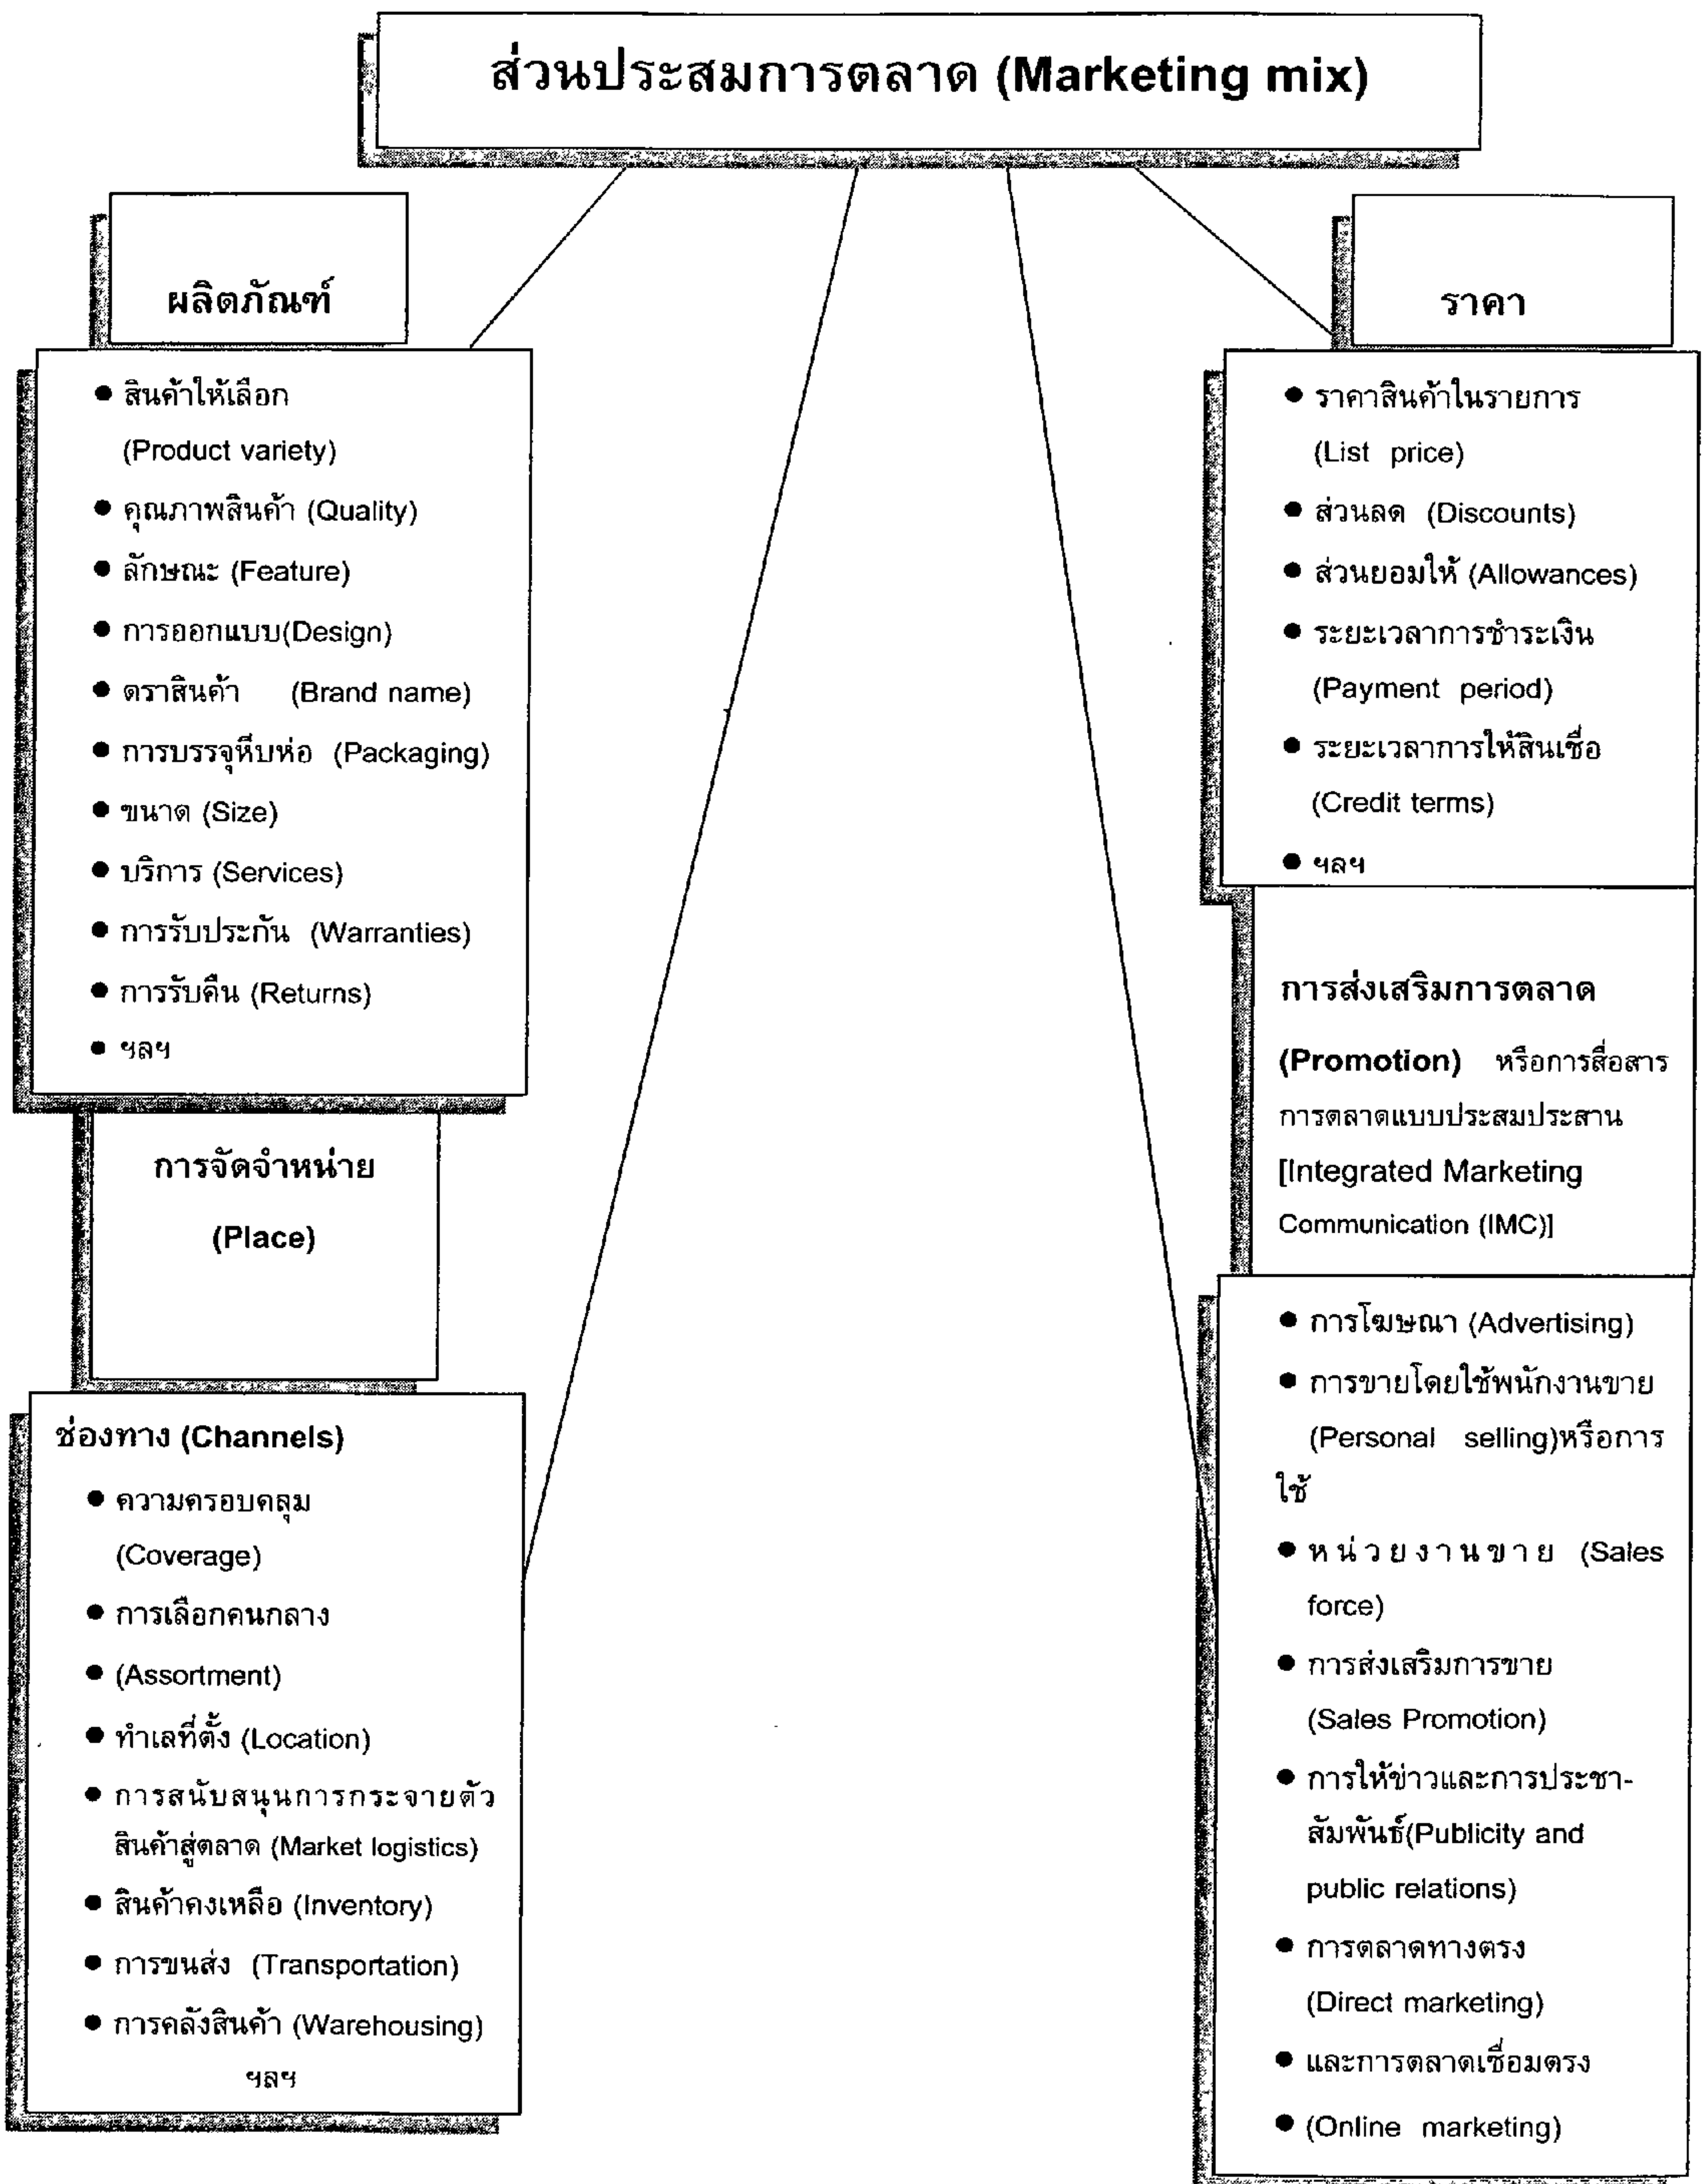 ส่วนประสมการตลาด (Marketing mix)
ผลิตภัณฑ์
● สินค้าให้เลือก
(Product variety)
● คุณภาพสินค้า (Quality)
● ลักษณะ (Feature)
● การออกแบบ(Design)
● ตราสินค้า (Brand name)
● การบรรจุหีบห่อ (Packaging)
● ขนาด (Size)
● บริการ (Services)
● การรับประกัน (Warranties)
● การรับคืน (Returns)
● ฯลฯ
การจัดจำหน่าย
(Place)
ช่องทาง (Channels)
● ความครอบคลุม
(Coverage)
● การเลือกคนกลาง
● (Assortment)
● ทำเลที่ตั้ง (Location)
● การสนับสนุนการกระจายตัว
สินค้าสู่ตลาด (Market logistics)
● สินค้าคงเหลือ (Inventory)
● การขนส่ง (Transportation)
● การคลังสินค้า (Warehousing)
ฯลฯ
ราคา
● ราคาสินค้าในรายการ
(List price)
● ส่วนลด (Discounts)
● ส่วนยอมให้ (Allowances)
● ระยะเวลาการชำระเงิน
(Payment period)
● ระยะเวลาการให้สินเชื่อ
(Credit terms)
● ฯลฯ
การส่งเสริมการตลาด
(Promotion) หรือการสื่อสาร
การตลาดแบบประสมประสาน
[Integrated Marketing
Communication (IMC)]
● การโฆษณา (Advertising)
● การขายโดยใช้พนักงานขาย
(Personal selling)หรือการ
ใช้
● หน่วยงานขาย (Sales
force)
● การส่งเสริมการขาย
(Sales Promotion)
● การให้ข่าวและการประชา-
สัมพันธ์(Publicity and
public relations)
● การตลาดทางตรง
(Direct marketing)
● และการตลาดเชื่อมตรง
● (Online marketing)